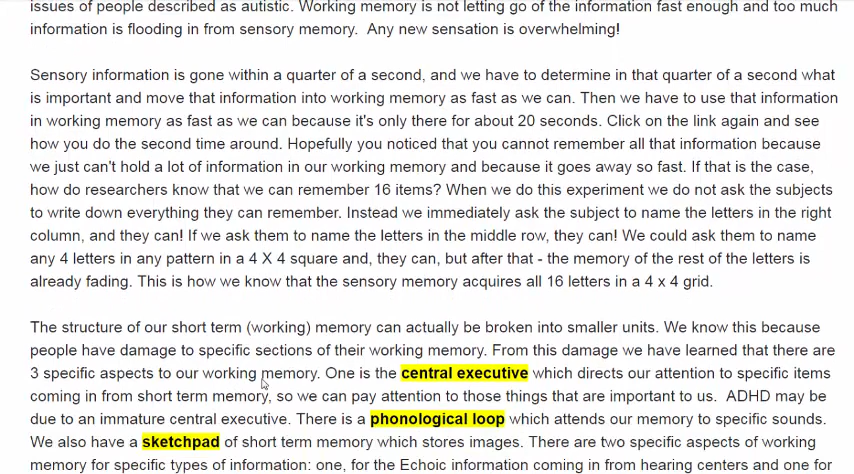 issues of people described as autistic. Working memory is not letting go of the information fast enough and too much
information is flooding in from sensory memory.  Any new sensation is overwhelming!
Sensory information is gone within a quarter of a second, and we have to determine in that quarter of a second what
is important and move that information into working memory as fast as we can. Then we have to use that information
in working memory as fast as we can because it's only there for about 20 seconds. Click on the link again and see
how you do the second time around. Hopefully you noticed that you cannot remember all that information because
we just can't hold a lot of information in our working memory and because it goes away so fast. If that is the case,
how do researchers know that we can remember 16 items? When we do this experiment we do not ask the subjects
to write down everything they can remember. Instead we immediately ask the subject to name the letters in the right
column, and they can! If we ask them to name the letters in the middle row, they can! We could ask them to name
any 4 letters in any pattern in a 4 X 4 square and, they can, but after that - the memory of the rest of the letters is
already fading. This is how we know that the sensory memory acquires all 16 letters in a 4 x 4 grid.
The structure of our short term (working) memory can actually be broken into smaller units. We know this because
people have damage to specific sections of their working memory. From this damage we have learned that there are
3 specific aspects to our working memory. One is the central executive which directs our attention to specific items
coming in from short term memory, so we can pay attention to those things that are important to us.  ADHD may be
due to an immature central executive. There is a phonological loop which attends our memory to specific sounds.
We also have a sketchpad of short term memory which stores images. There are two specific aspects of working
memory for specific types of information: one, for the Echoic information coming in from hearing centers and one for